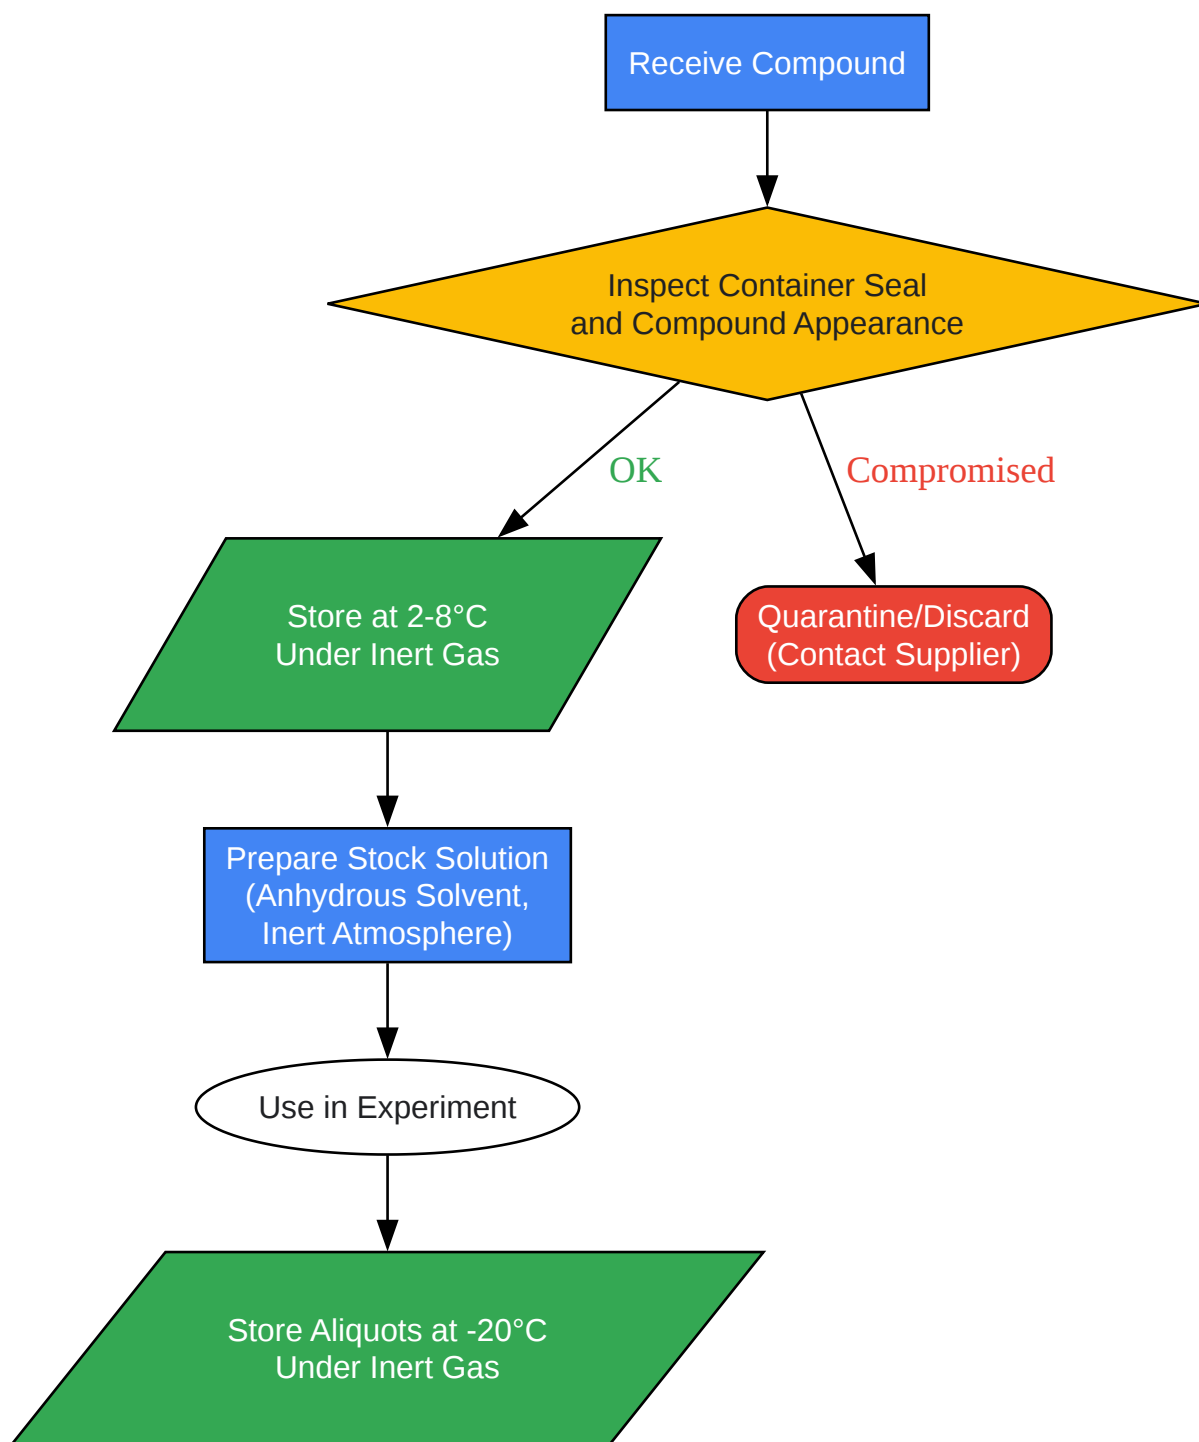 Receive Compound
Inspect Container Seal
and Compound Appearance
OK
Compromised
Store at 2-8°C
Under Inert Gas
Quarantine/Discard
(Contact Supplier)
Prepare Stock Solution
(Anhydrous Solvent,
Inert Atmosphere)
Use in Experiment
Store Aliquots at -20°C
Under Inert Gas